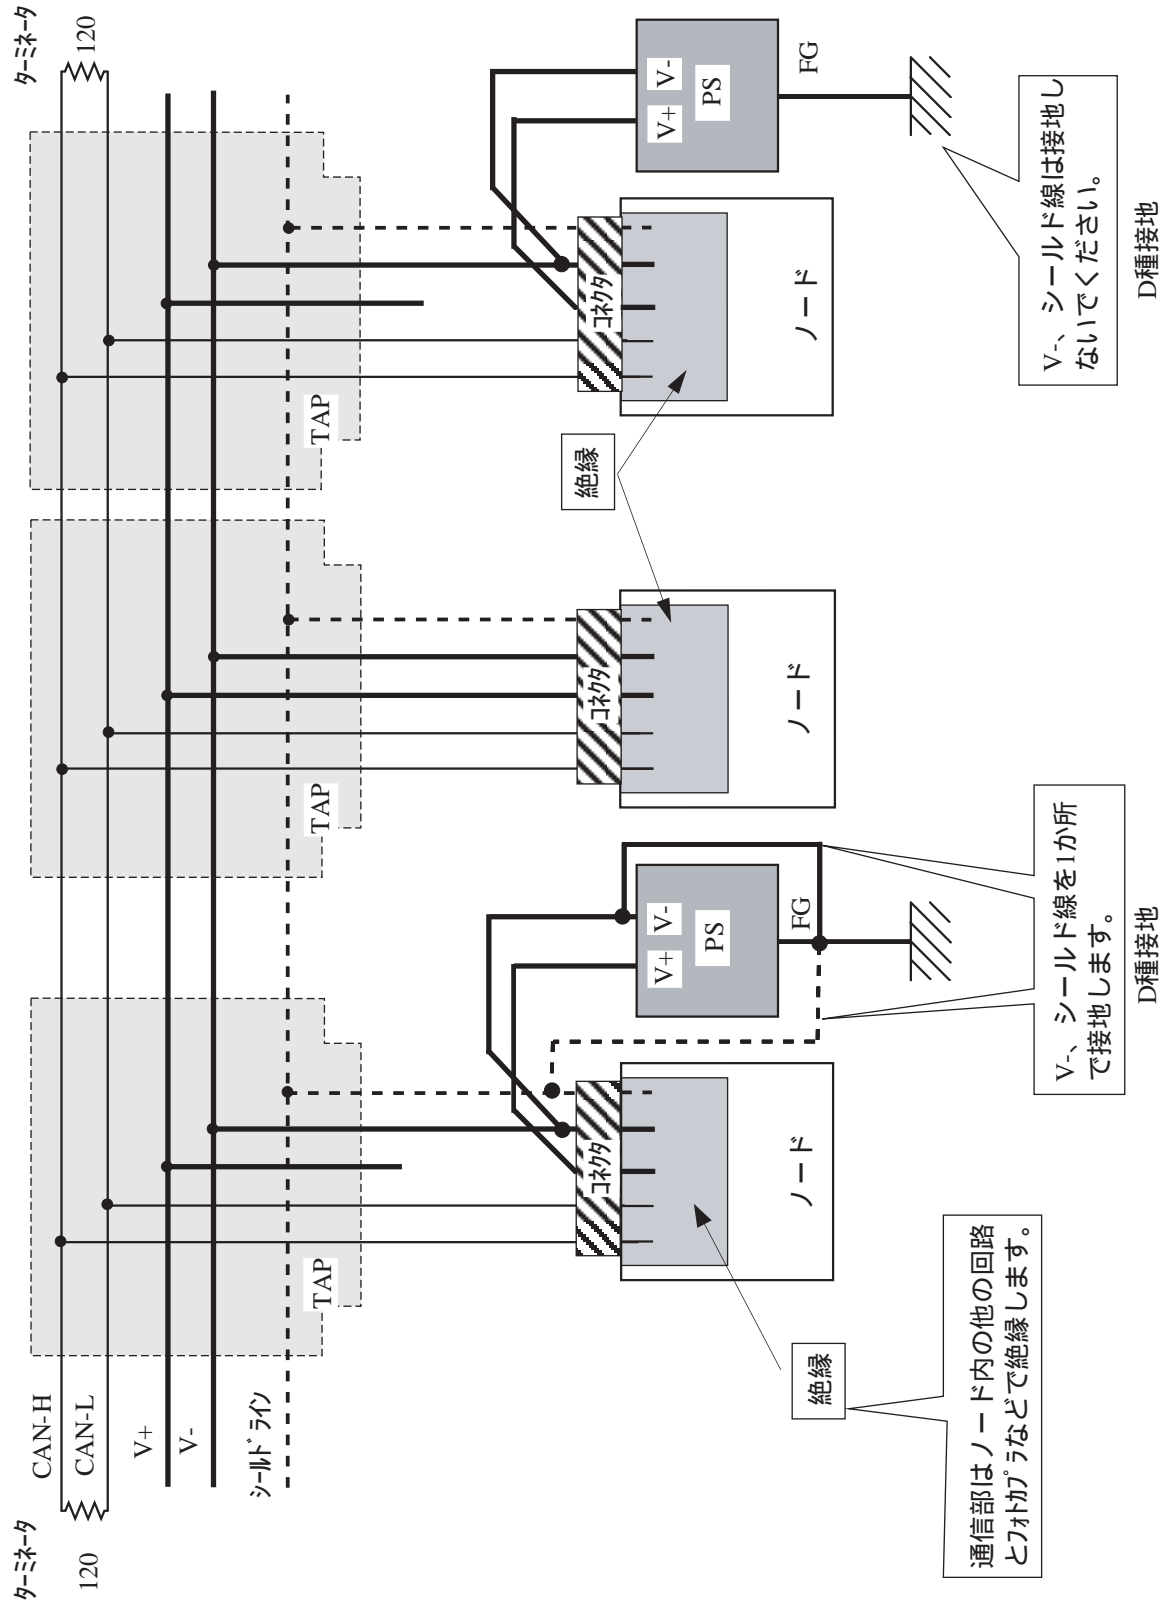 ターミネータ
120
CAN-H
CAN-L
V+
V-
シールドライン
TAP
TAP
TAP
ターミネータ
120
コネクタ
ノード
V+
V-
PS
FG
コネクタ
ノード
コネクタ
ノード
V+
V-
PS
FG
絶縁
絶縁
通信部はノード内の他の回路
とフォトカプラなどで絶縁します。
V-、シールド線を1か所
で接地します。
D種接地
V-、シールド線は接地し
ないでください。
D種接地